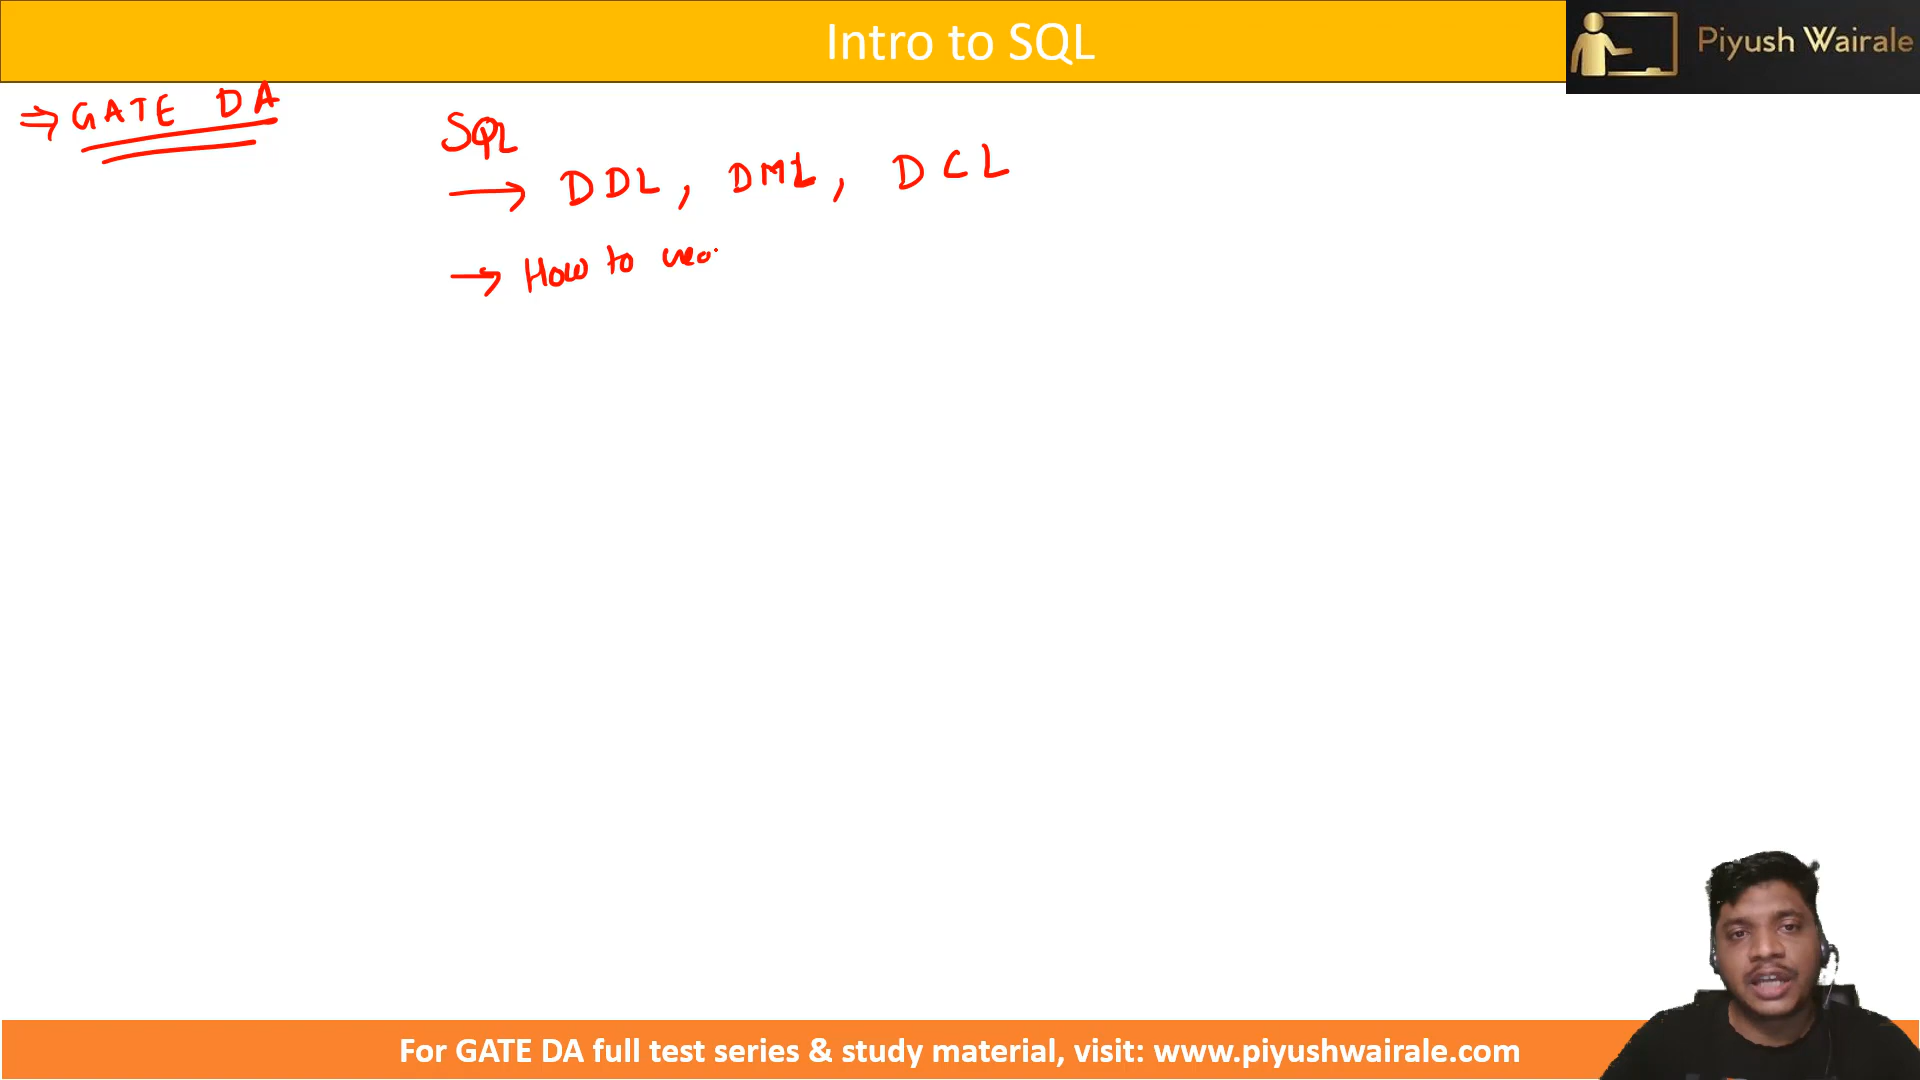 Intro to SQL
Piyush Wairale
⇒ GATE DA
SQL
→ DDL, DML, DCL
→ How to
For GATE DA full test series & study material, visit: www.piyushwairale.com